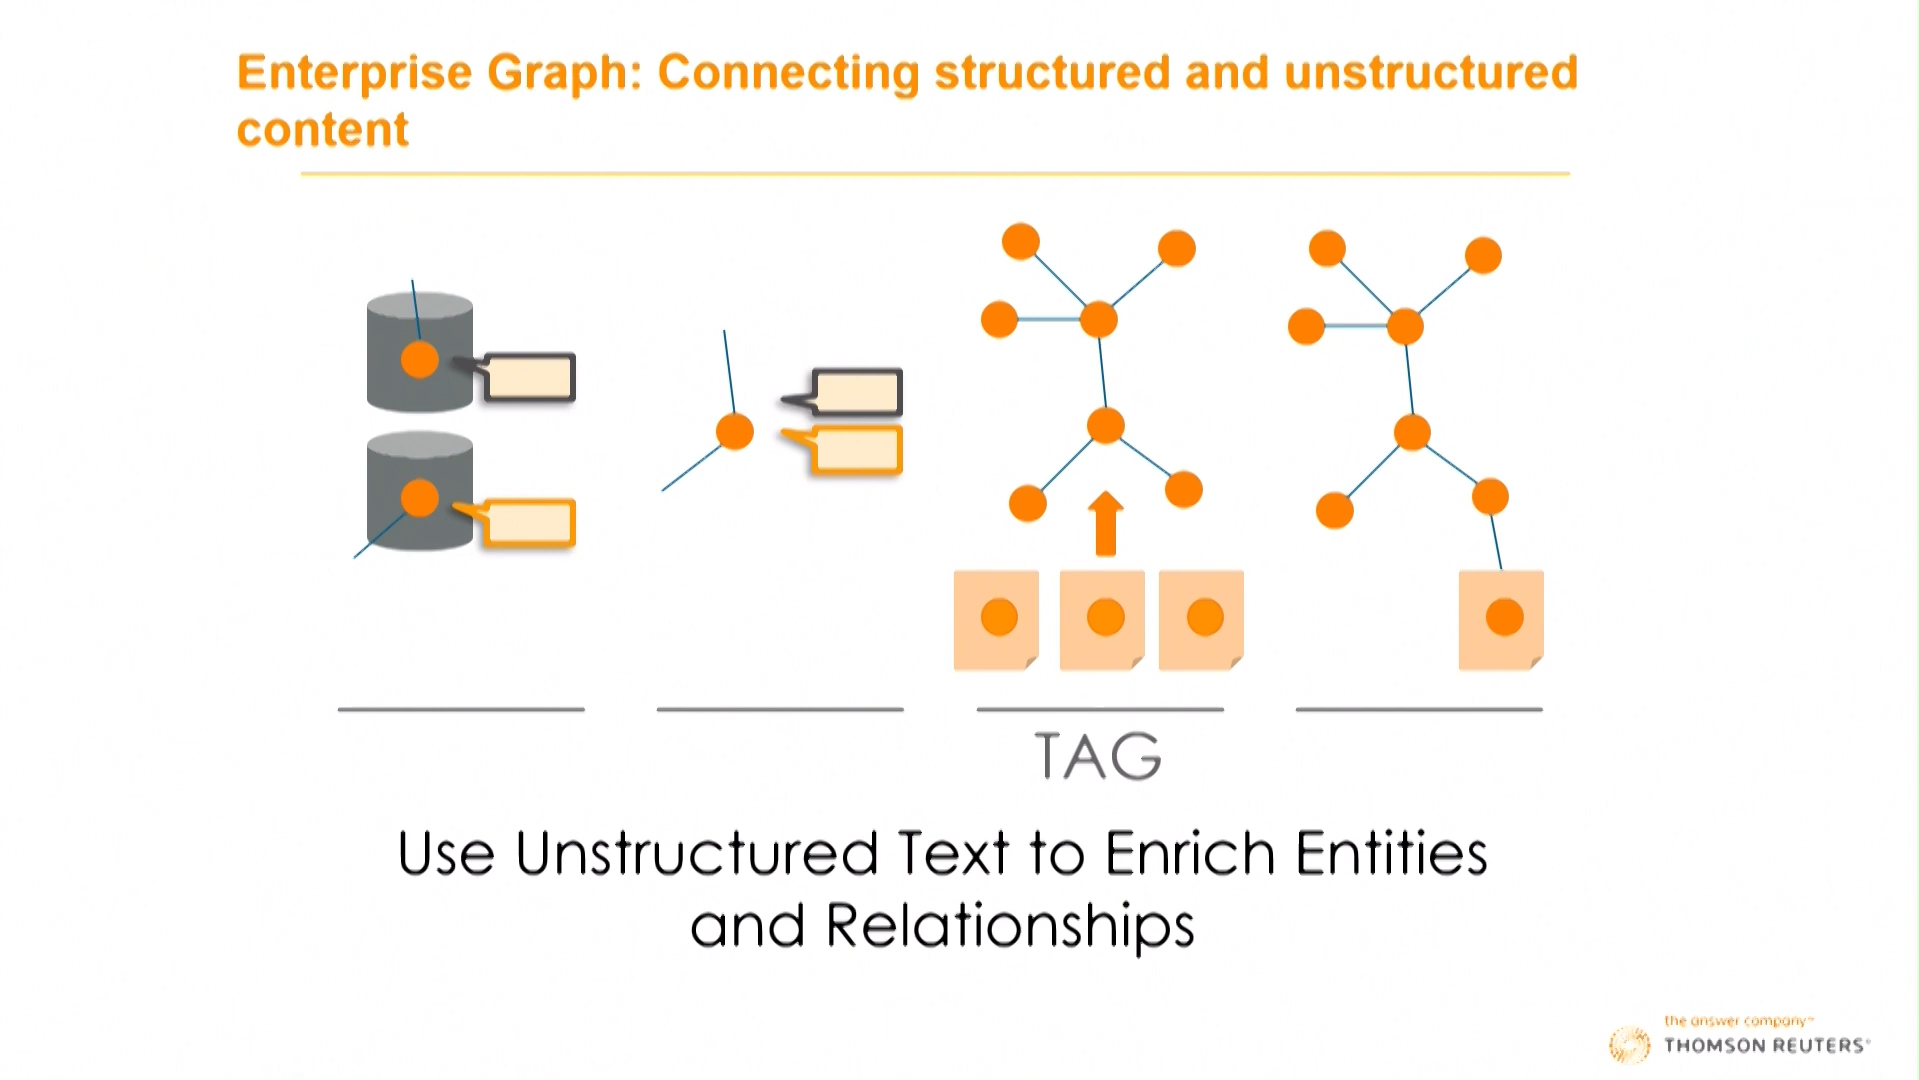 Enterprise Graph: Connecting structured and unstructured
content
TAG
Use Unstructured Text to Enrich Entities
and Relationships
the answer company™
THOMSON REUTERS®